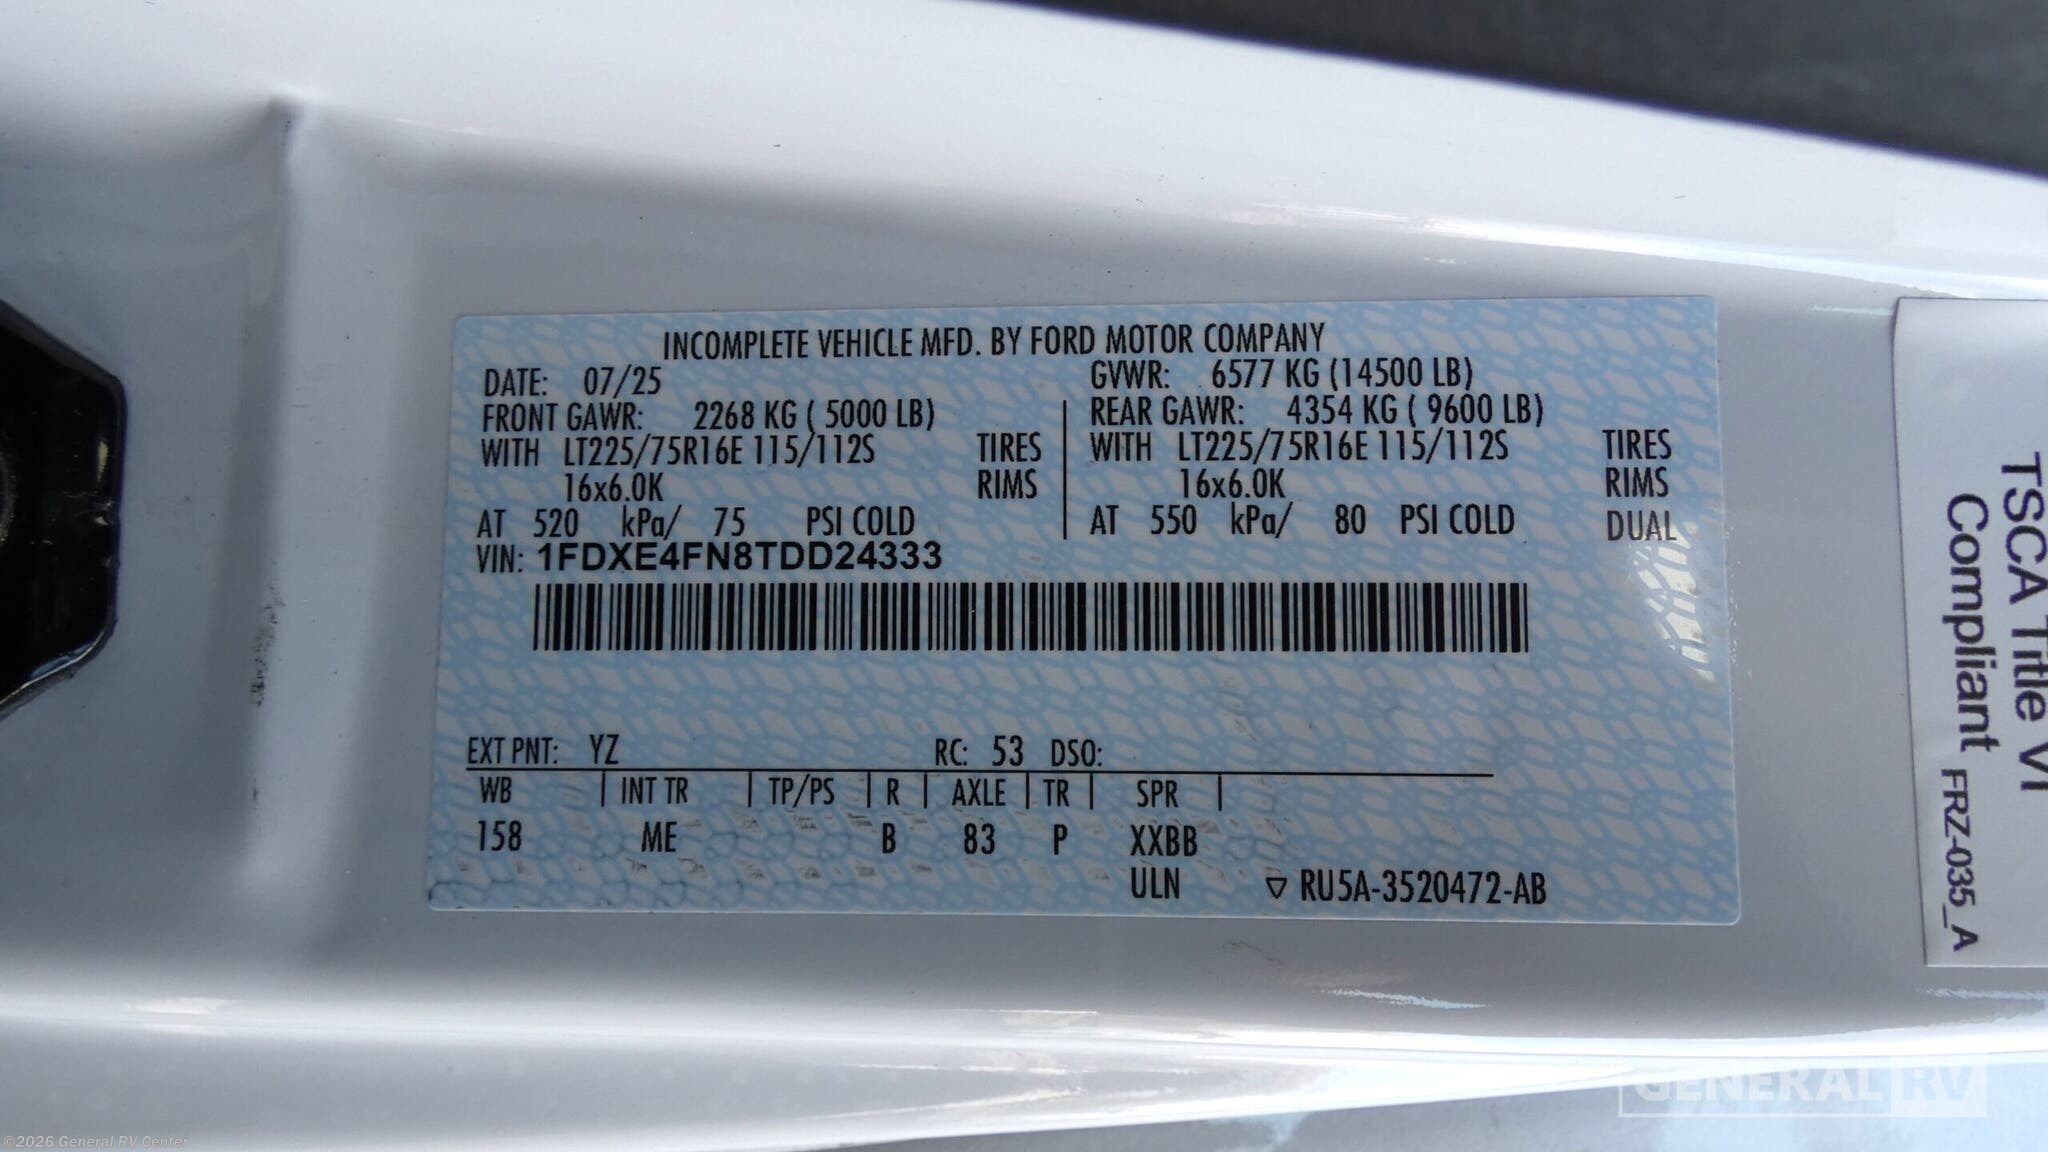 INCOMPLETE VEHICLE MFD. BY FORD MOTOR COMPANY
DATE: 07/25 GVWR: 6577 KG (14500 LB)
FRONT GAWR: 2268 KG ( 5000 LB) REAR GAWR: 4354 KG ( 9600 LB)
WITH LT225/75R16E 115/112S TIRES WITH LT225/75R16E 115/112S TIRES
16x6.0K RIMS 16x6.0K RIMS
AT 520 kPa/ 75 PSI COLD AT 550 kPa/ 80 PSI COLD DUAL
VIN: 1FDXE4FN8TDD24333
EXT PNT: YZ RC: 53 DSO:
WB INT TR TP/PS R AXLE TR SPR
158 ME B 83 P XXBB
ULN RU5A-3520472-AB
TSCA Title VI
Compliant FRZ-035_A
GENERAL RV
©2026 General RV Center